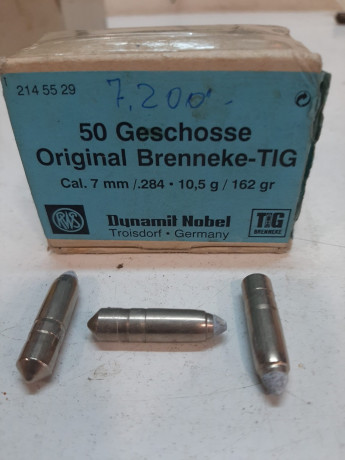 214 55 29
7,200.-
50 Geschosse
Original Brenneke-TIG
Cal. 7 mm /.284 • 10,5 g / 162 gr
RWS
Dynamit Nobel
Troisdorf • Germany
TIG
BRENNEKE